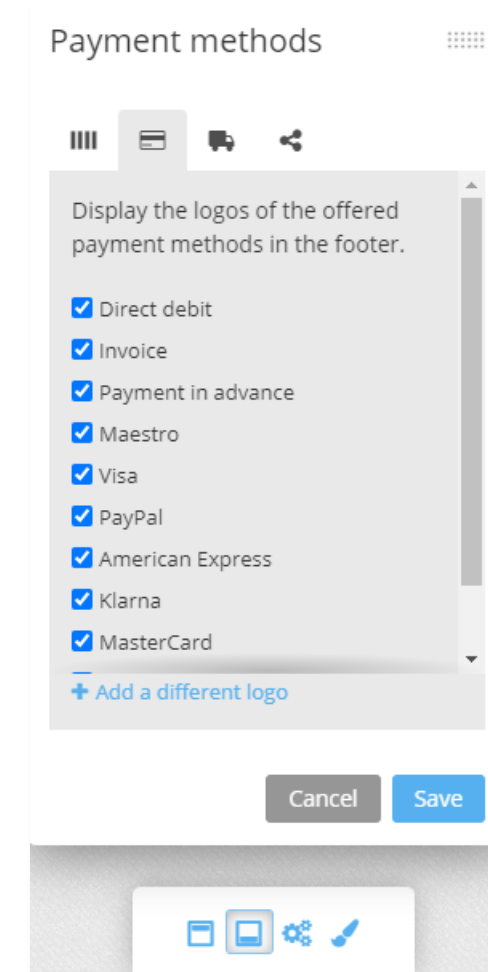 Payment methods
Display the logos of the offered
payment methods in the footer.
Direct debit
Invoice
Payment in advance
Maestro
Visa
PayPal
American Express
Klarna
MasterCard
+ Add a different logo
Cancel
Save